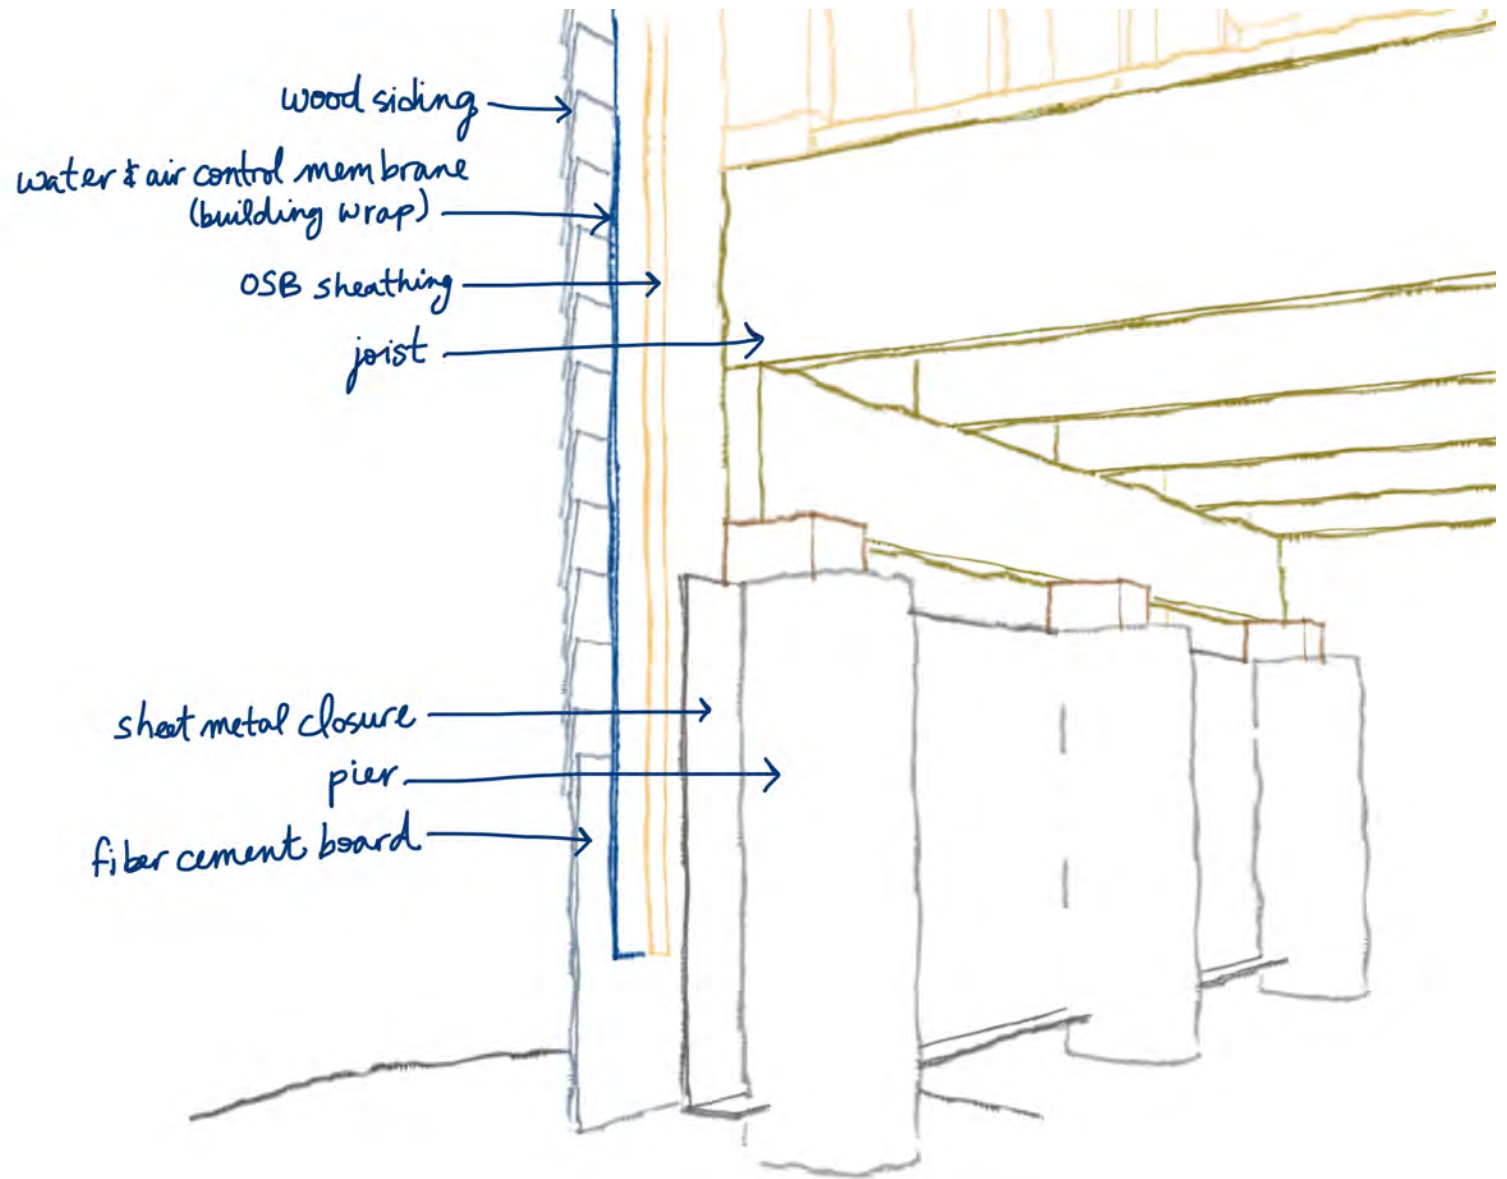 wood siding
water & air control membrane
(building wrap)
OSB sheathing
joist
sheet metal closure
pier
fiber cement board